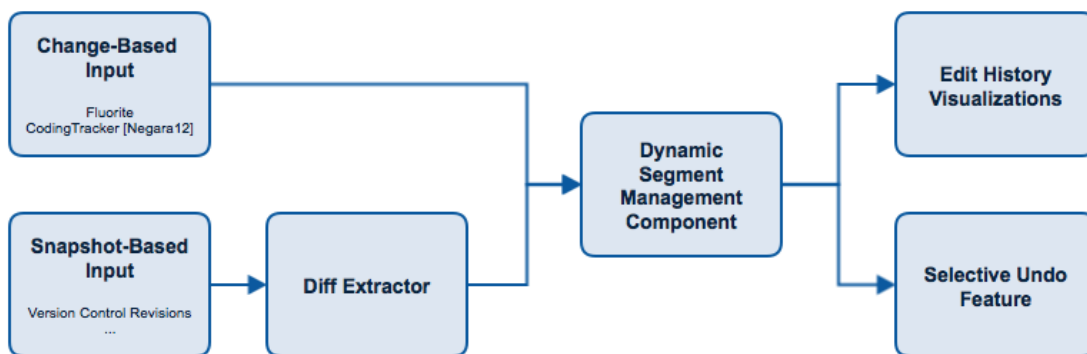 Change-Based
Input
Fluorite
CodingTracker [Negara12]
Snapshot-Based
Input
Version Control Revisions
...
Diff Extractor
Dynamic
Segment
Management
Component
Edit History
Visualizations
Selective Undo
Feature